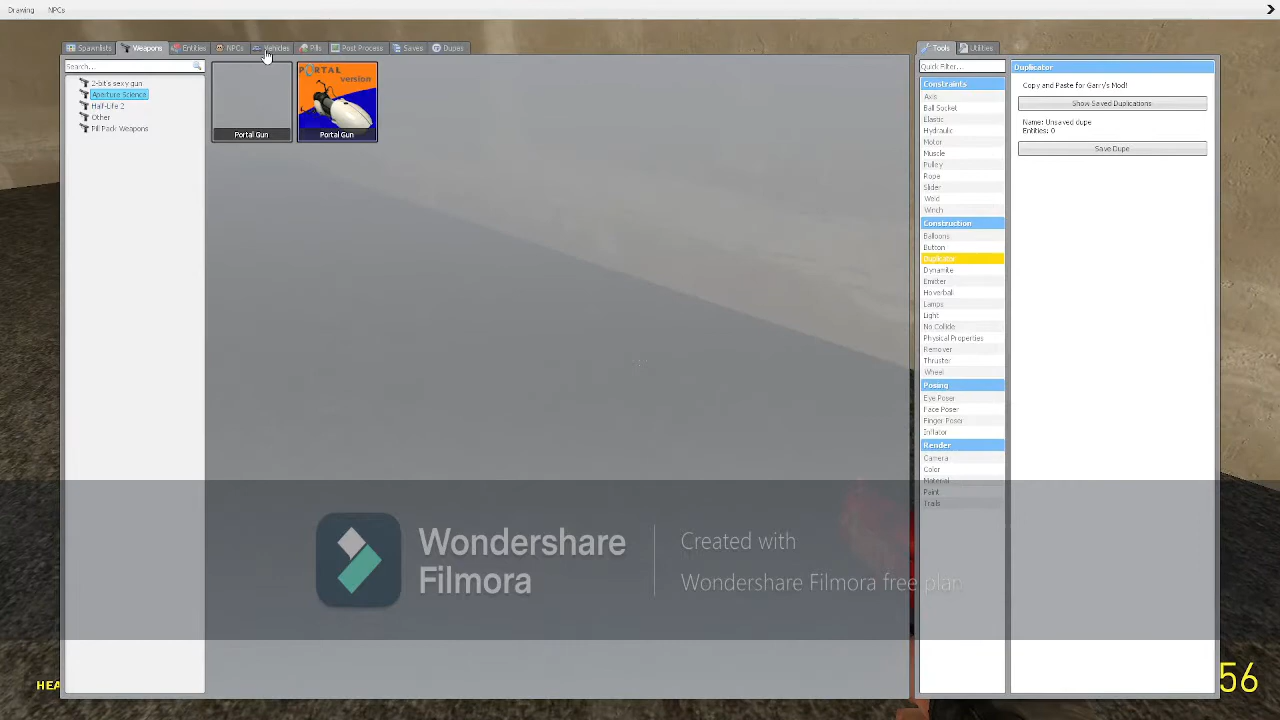 Drawing NPCs
Spawnlists Weapons Entities NPCs Vehicles Pills Post Process Saves Dupes
Search...
2-bit's sexy gun
Aperture Science
Half-Life 2
Other
Pill Pack Weapons
PORTAL
version
Portal Gun
Portal Gun
Tools Utilities
Quick Filter...
Constraints
Axis
Ball Socket
Elastic
Hydraulic
Motor
Muscle
Pulley
Rope
Slider
Weld
Winch
Construction
Balloons
Button
Duplicator
Dynamite
Emitter
Hoverball
Lamps
Light
No Collide
Physical Properties
Remover
Thruster
Wheel
Posing
Eye Poser
Face Poser
Finger Poser
Inflator
Render
Camera
Color
Material
Paint
Trails
Duplicator
Copy and Paste for Garry's Mod!
Show Saved Duplications
Name: Unsaved dupe
Entities: 0
Save Dupe
Wondershare
Filmora
Created with
Wondershare Filmora free plan
HEA
56